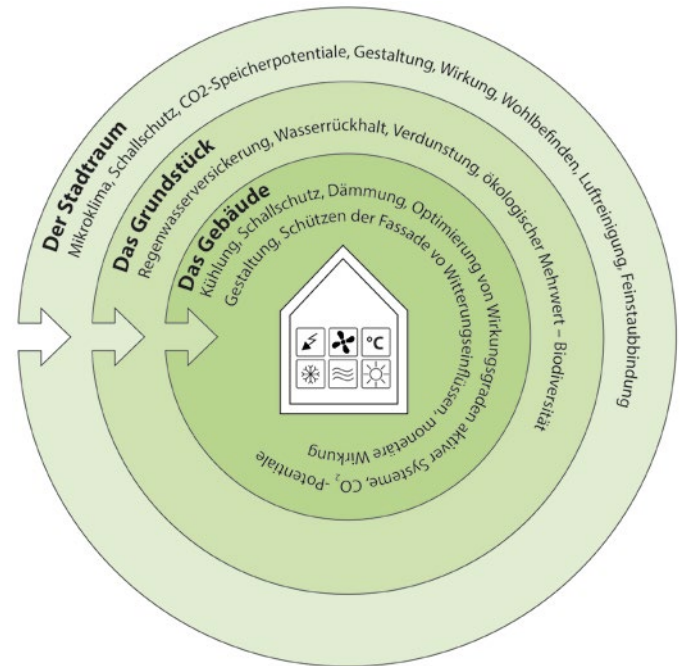 Der Stadtraum
Mikroklima, Schallschutz, CO2-Speicherpotentiale, Gestaltung, Wirkung, Wohlbefinden, Luftreinigung, Feinstaubbindung
Das Grundstück
Regenwasserversickerung, Wasserrückhalt, Verdunstung, ökologischer Mehrwert – Biodiversität
Das Gebäude
Kühlung, Schallschutz, Dämmung, Optimierung von Wirkungsgraden aktiver Systeme, CO₂ -Potentiale
Gestaltung, Schützen der Fassade vo Witterungseinflüssen, monetäre Wirkung
°C